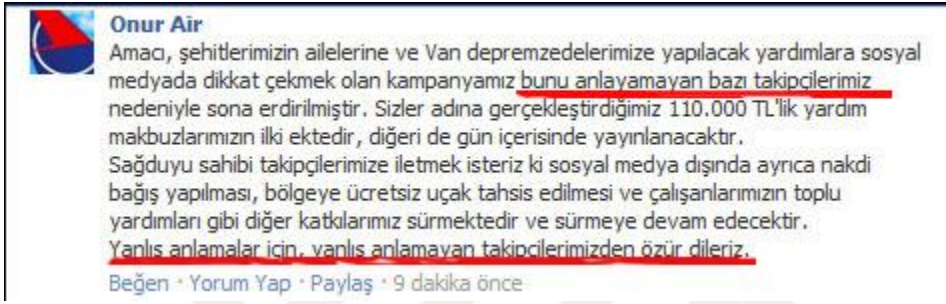 Onur Air
Amacı, şehitlerimizin ailelerine ve Van depremzedelerimize yapılacak yardımlara sosyal
medyada dikkat çekmek olan kampanyamız bunu anlayamayan bazı takipçilerimiz
nedeniyle sona erdirilmiştir. Sizler adına gerçekleştirdiğimiz 110.000 TL'lik yardım
makbuzlarımızın ilki ektedir, diğeri de gün içerisinde yayınlanacaktır.
Sağduyu sahibi takipçilerimize iletmek isteriz ki sosyal medya dışında ayrıca nakdi
bağış yapılması, bölgeye ücretsiz uçak tahsis edilmesi ve çalışanlarımızın toplu
yardımları gibi diğer katkılarımız sürmektedir ve sürmeye devam edecektir.
Yanlıs anlamalar için, yanlıs anlamayan takipçilerimizden özür dileriz.
Beğen · Yorum Yap · Paylaş · 9 dakika önce